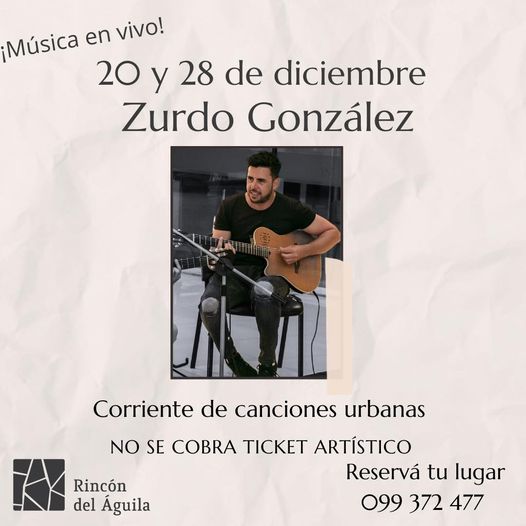 ¡Música en vivo!
20 y 28 de diciembre
Zurdo González
Corriente de canciones urbanas
NO SE COBRA TICKET ARTÍSTICO
Rincón
del Águila
Reservá tu lugar
099 372 477